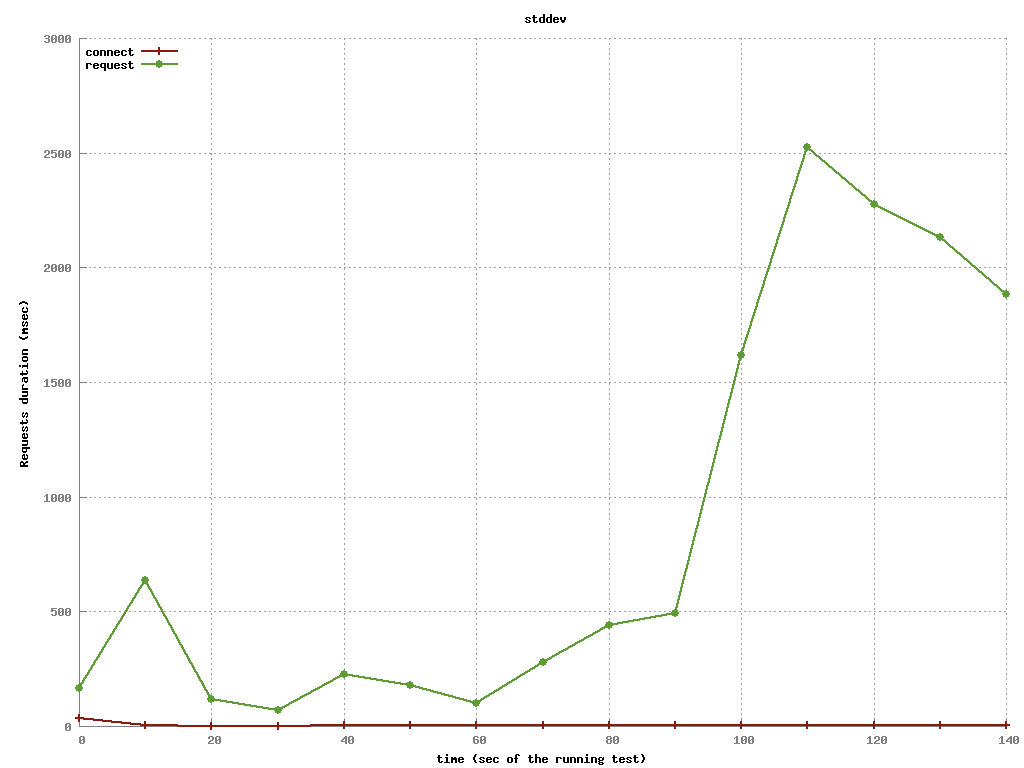 stddev
3000
connect
request
2500
2000
Requests duration (msec)
1500
1000
500
0
0 20 40 60 80 100 120 140
time (sec of the running test)